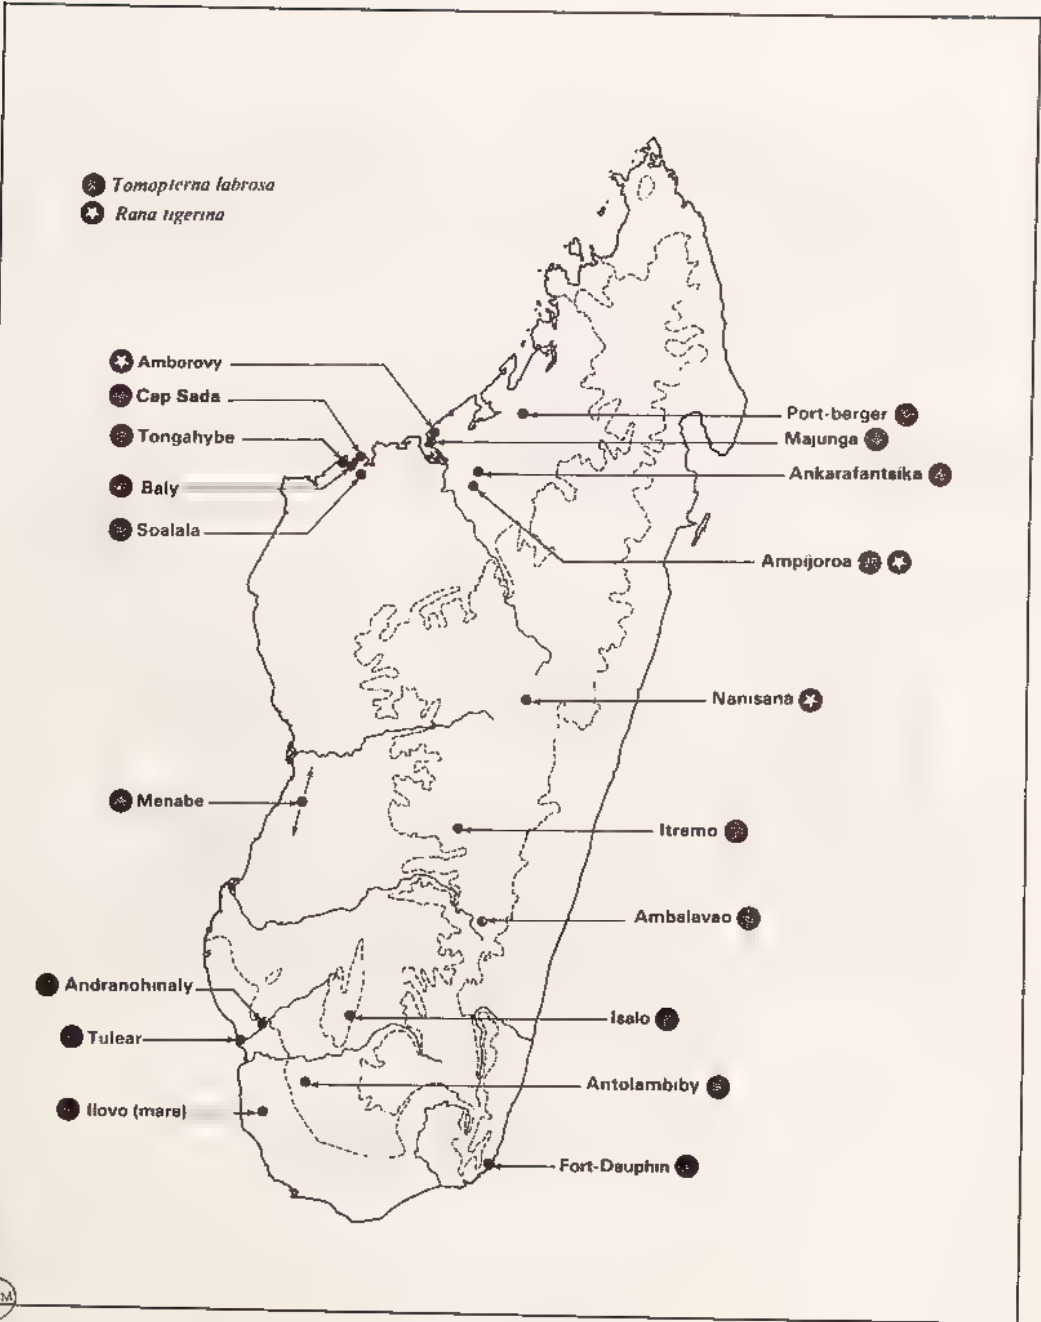 Tomopterna labrosa
Rana tigerina
Amborovy
Cap Sada
Tongahybe
Baly
Soalala
Port-berger
Majunga
Ankarafantsika
Ampijoroa
Nanisana
Menabe
Itremo
Ambalavao
Andranohinaly
Tulear
Isalo
Antolambiby
Ilovo (mare)
Fort-Dauphin
M